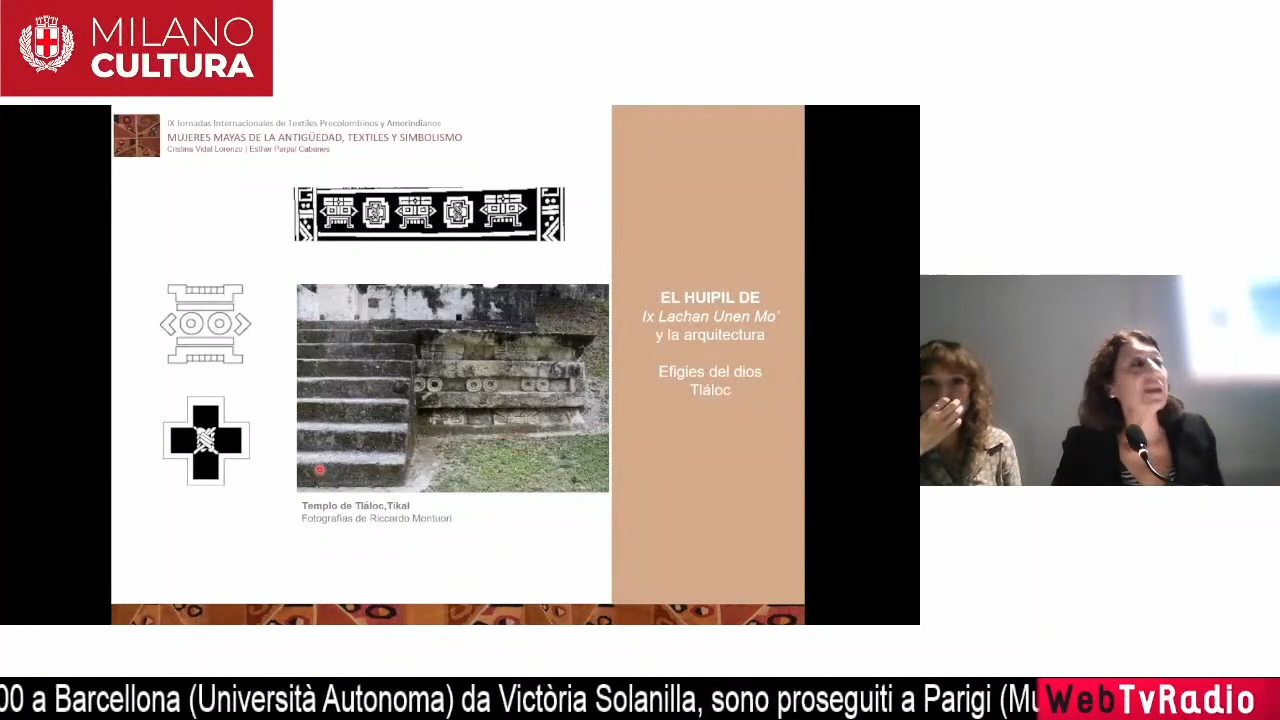 MILANO
CULTURA
IX Jornadas Internacionales de Textiles Precolombinos y Amerindianos
MUJERES MAYAS DE LA ANTIGÜEDAD, TEXTILES Y SIMBOLISMO
Cristina Vidal Lorenzo | Esther Parpal Cabanes
EL HUIPIL DE
Ix Lachan Unen Mo'
y la arquitectura
Efigies del dios
Tláloc
Templo de Tláloc,Tikal
Fotografías de Riccardo Montuori
00 a Barcellona (Università Autonoma) da Victòria Solanilla, sono proseguiti a Parigi (Mu
WebTvRadio